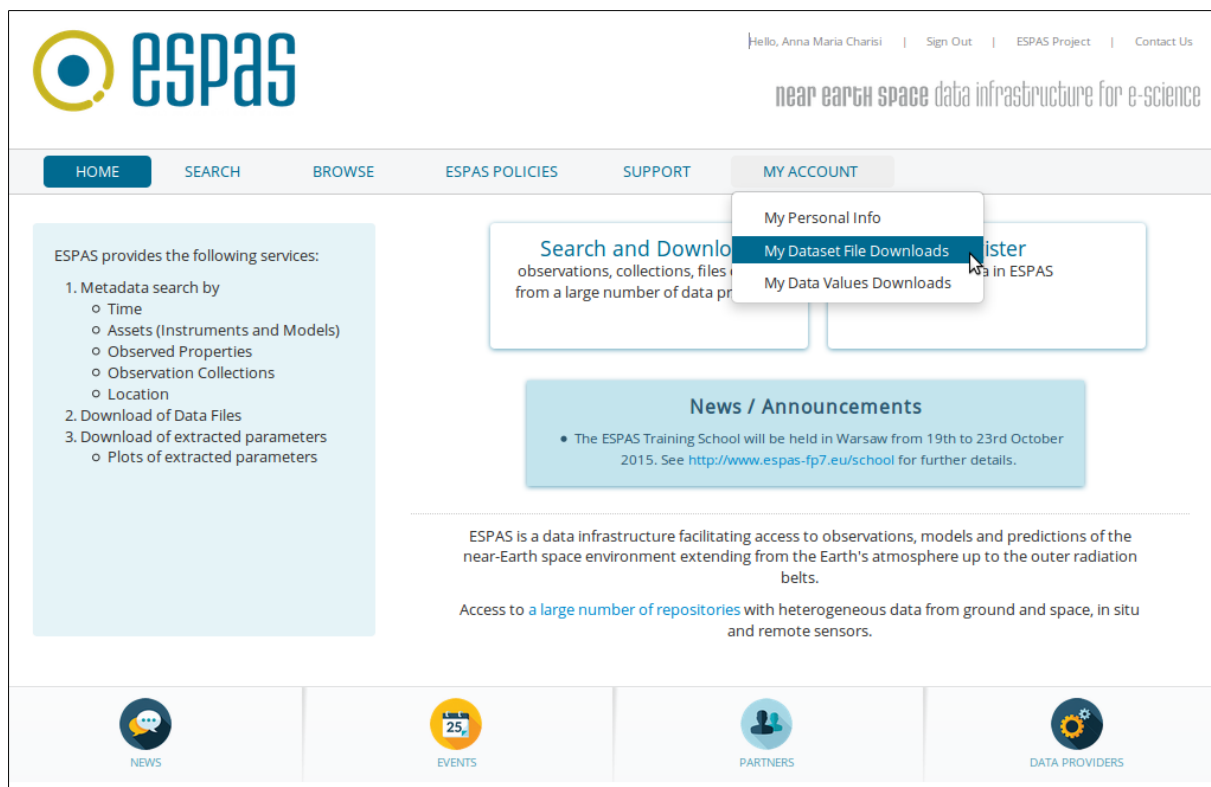 espas
Hello, Anna Maria Charisi | Sign Out | ESPAS Project | Contact Us
near earth space data infrastructure for e-science
HOME SEARCH BROWSE ESPAS POLICIES SUPPORT MY ACCOUNT
My Personal Info
My Dataset File Downloads
My Data Values Downloads
ESPAS provides the following services:
1. Metadata search by
Time
Assets (Instruments and Models)
Observed Properties
Observation Collections
Location
2. Download of Data Files
3. Download of extracted parameters
Plots of extracted parameters
Search and Downlo
observations, collections, files
from a large number of data pr
ister
a in ESPAS
News / Announcements
• The ESPAS Training School will be held in Warsaw from 19th to 23rd October
2015. See http://www.espas-fp7.eu/school for further details.
ESPAS is a data infrastructure facilitating access to observations, models and predictions of the
near-Earth space environment extending from the Earth's atmosphere up to the outer radiation
belts.
Access to a large number of repositories with heterogeneous data from ground and space, in situ
and remote sensors.
25
NEWS EVENTS PARTNERS DATA PROVIDERS